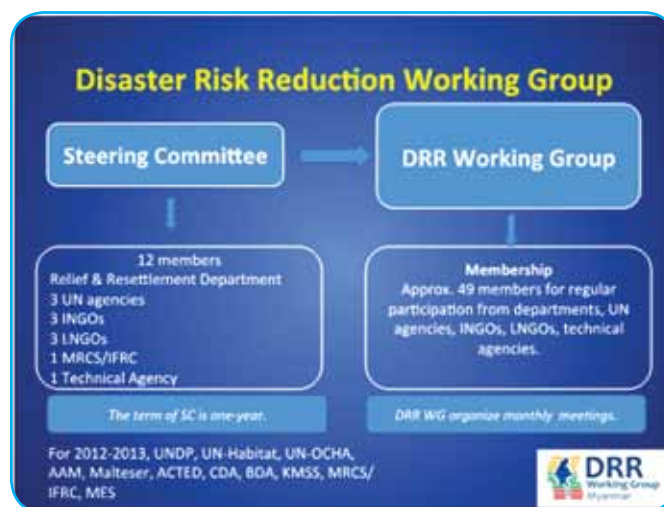 Disaster Risk Reduction Working Group
Steering Committee
DRR Working Group
12 members
Relief & Resettlement Department
3 UN agencies
3 INGOs
3 LNGOs
1 MRCS/IFRC
1 Technical Agency
Membership
Approx. 49 members for regular
participation from departments, UN
agencies, INGOs, LNGOs, technical
agencies.
The term of SC is one-year.
DRR WG organize monthly meetings.
For 2012-2013, UNDP, UN-Habitat, UN-OCHA,
AAM, Malteser, ACTED, CDA, BDA, KMSS, MRCS/
IFRC, MES
DRR
Working Group
Myanmar